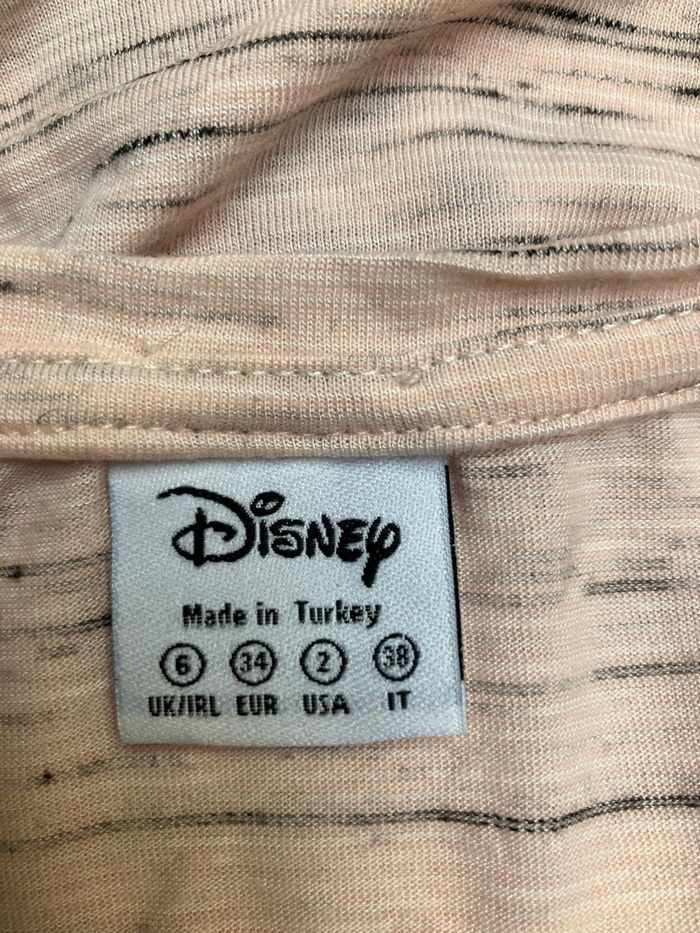 Disney
Made in Turkey
6 34 2 38
UK/IRL EUR USA IT